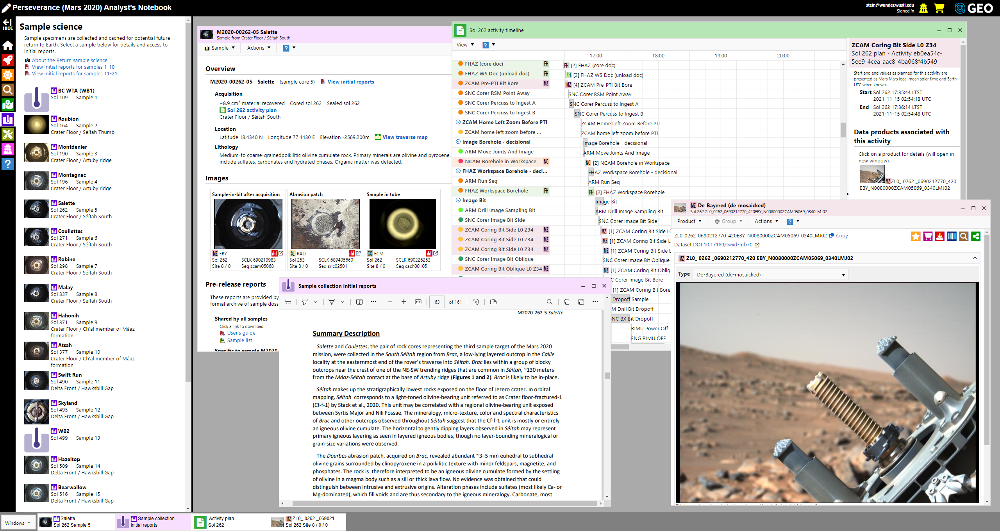 Perseverance (Mars 2020) Analyst's Notebook
stein@wunder.wustl.edu
Signed in
GEO
HIDE
Sample science
Sample specimens are collected and cached for potential future
return to Earth. Select a sample below for details and access to
initial reports.
About the Return sample science
View Initial reports for samples 1-10
View Initial reports for samples 11-21
BC WTA (WB1)
Sol 109 Sample 1
Roubion
Sol 164 Sample 2
Crater Floor / Séítah Thumb
Montdenier
Sol 190 Sample 3
Crater Floor / Artuby ridge
Montagnac
Sol 196 Sample 4
Crater Floor / Artuby ridge
Salette
Sol 262 Sample 5
Crater Floor / Séítah South
Couilettes
Sol 271 Sample 6
Crater Floor / Séítah South
Robine
Sol 298 Sample 7
Crater Floor / Séítah South
Malay
Sol 337 Sample 8
Crater Floor / Séítah South
Hahonih
Sol 371 Sample 9
Crater Floor / Ch'al member of Máaz
formation
Atsah
Sol 377 Sample 10
Crater Floor / Ch'al member of Máaz
formation
Swift Run
Sol 490 Sample 11
Delta Front / Hawksbill Gap
Skyland
Sol 495 Sample 12
Delta Front / Hawksbill Gap
WB2
Sol 499 Sample 13
Hazeltop
Sol 509 Sample 14
Delta Front / Hawksbill Gap
Bearwallow
Sol 516 Sample 15
Delta Front / Hawksbill Gap
M2020-00262-05 Salette
Sample from Crater Floor / Séítah South
Sample Actions ?
Overview
M2020-00262-05 Salette (sample core 5) View initial reports
Acquisition
~8.9 cm3 material recovered Cored sol 262 Sealed sol 262
Sol 262 activity plan
Crater Floor / Séítah South
Location
Latitude 18.4340 N Longitude 77.4430 E Elevation -2569.200m View traverse map
Lithology
Medium-to coarse-grainedpoikilitic olivine cumulate rock. Primary minerals are olivine and pyroxene.
include sulfates, carbonates and hydrated phases. Organic matter was detected.
Images
Sample-in-bit after acquisition
MZ EBY
Sol 262 SCLK 690210983
Site 8 / 0 Seq zcam05068
Abrasion patch
SL RAD
Sol 253 SCLK 689405660
Site 8 / 0 Seq srlc02501
Sample in tube
CC ECM
Sol 262 SCLK 690226253
Site 8 / 0 Seq cach00105
Pre-release reports
These reports are provided by
formal archive of sample doss
Shared by all samples
Click a link to download.
User's guide
Sample list
Specific to sample M2020-
Sol 262 activity timeline
View ?
17:00 18:00 19:00 20:00
FHAZ (core doc) FH FH [2] FHAZ (core doc)
FHAZ WS Doc (unload doc) FH FH [2] FHAZ WS Doc (unload doc)
ZCAM Pre-PTI Bit Bore MZ MZ [4] ZCAM Pre-PTI Bit Bore
SNC Corer RSM Point Away SNC Corer RSM Point Away
SNC Corer Percuss to Ingest A SNC Corer Percuss to Ingest A
SNC Corer Percuss to Ingest B SNC Corer Percuss to Ingest B
ZCAM Home Left Zoom Before PTI ZCAM Home Left Zoom Before PTI
ZCAM home left zoom before ... ZCAM home left zoom before PTI
Image Borehole - decisional Image Borehole - decisional
ARM Move Joints And Image ARM Move Joints And Image
NCAM Borehole in Workspace NC NC [2] NCAM Borehole in Workspace
FHAZ Workspace Borehole - deci... FHAZ Workspace Borehole - decisional
ARM Run Seq ARM Run Seq
FHAZ Workspace Borehole FH FH [2] FHAZ Workspace Borehole
Image Bit Image Bit
ARM Drill Image Sampling Bit ARM Drill Image Sampling Bit
SNC Corer Image Bit Side SNC Corer Image Bit Side
ZCAM Coring Bit Side L0 Z34 MZ MZ [1] ZCAM Coring Bit Side L0
ZCAM Coring Bit Side L0 Z34 MZ MZ [1] ZCAM Coring Bit Side L
ZCAM Coring Bit Side L0 Z34 MZ MZ [1] ZCAM Coring Bit Side L
SNC Corer Image Bit Oblique SNC Corer Image Bit Oblique
ZCAM Coring Bit Oblique L0 Z34 MZ MZ [1] ZCAM Coring Bit Obliq
C Corer Image Bit Bore
[1] ZCAM Coring Bit Bore
Dropoff Sample
M Drill Bit Dropoff
SNC BX Bit Dropoff
RIMU Power Off
ENG RIMU OFF
ZCAM Coring Bit Side L0 Z34
Sol 262 plan - Activity eb0ea54c-
5ee9-4cea-aac8-4ba068f4b549
Start and end values as planned for this activity are
presented as Mars Mars local mean solar time and Earth
UTC when known.
Start Sol 262 17:35:44 LTST
2021-11-15 02:54:18 UTC
End Sol 262 17:36:14 LTST
2021-11-15 02:54:48 UTC
Data products associated with
this activity
Click on a product for details (will open in
new window).
MZ ZL0_ 0262 _0690212770_420
EBY_N0080000ZCAM05069_0340LMJ02
Sample collection initial reports
63 of 161
M2020-262-5 Salette
Summary Description
Salette and Coulettes, the pair of rock cores representing the third sample target of the Mars 2020
mission, were collected in the South Séítah region from Brac, a low-lying layered outcrop in the Caille
locality at the easternmost end of the rover’s traverse into Séitah. Brac lies within a group of blocky
outcrops near the crest of one of the NE-SW trending ridges that are common in Séitah, ~130 meters
from the Máaz-Séitah contact at the base of Artuby ridge (Figures 1 and 2). Brac is likely to be in-place.
Séítah makes up the stratigraphically lowest rocks exposed on the floor of Jezero crater. In orbital
mapping, Séítah corresponds to a light-toned olivine-bearing unit referred to as Crater floor-fractured-1
(Cf-f-1) by Stack et al., 2020. This unit may be correlated with a regional olivine-bearing unit exposed
between Syrtis Major and Nili Fossae. The mineralogy, micro-texture, color and spectral characteristics
of Brac and other outcrops observed throughout Séitah suggest that the Cf-f-1 unit is mostly or entirely
an igneous olivine cumulate. The horizontal to gently dipping layers observed in Séitah may represent
primary igneous layering as seen in layered igneous bodies, though no layer-bounding mineralogical or
grain-size variations were observed.
The Dourbes abrasion patch, acquired on Brac, revealed abundant ~3–5 mm euhedral to subhedral
olivine grains surrounded by clinopyroxene in a poikilitic texture with minor feldspars, magnetite, and
phosphates. The rock is therefore interpreted to be an igneous olivine cumulate formed by the settling
of olivine in a magma body such as a sill or thick lava flow. No evidence was obtained that could
distinguish between intrusive and extrusive origins. Alteration phases include sulfates (most likely Ca- or
Mg-dominated), which fill voids and are thus secondary to the igneous mineralogy. Carbonate, most
MZ De-Bayered (de-mosaicked)
Sol 262 ZL0_0262_0690212770_420EBY_N0080000ZCAM05069_0340LMJ02
Product Group Actions ?
ZL0_0262_0690212770_420EBY_N0080000ZCAM05069_0340LMJ02 Copy
Dataset DOI 10.17189/twxd-mb70
MZ ZL0_ 0262 _0690212770_420 EBY_N0080000ZCAM05069_0340LMJ02
Type De-Bayered (de-mosaicked)
Windows
Salette
Sol 262 Sample 5
Sample collection
initial reports
Activity plan
Sol 262
MZ ZL0_ 0262 _069021...
Sol 262 Site 8 / 0 / 0